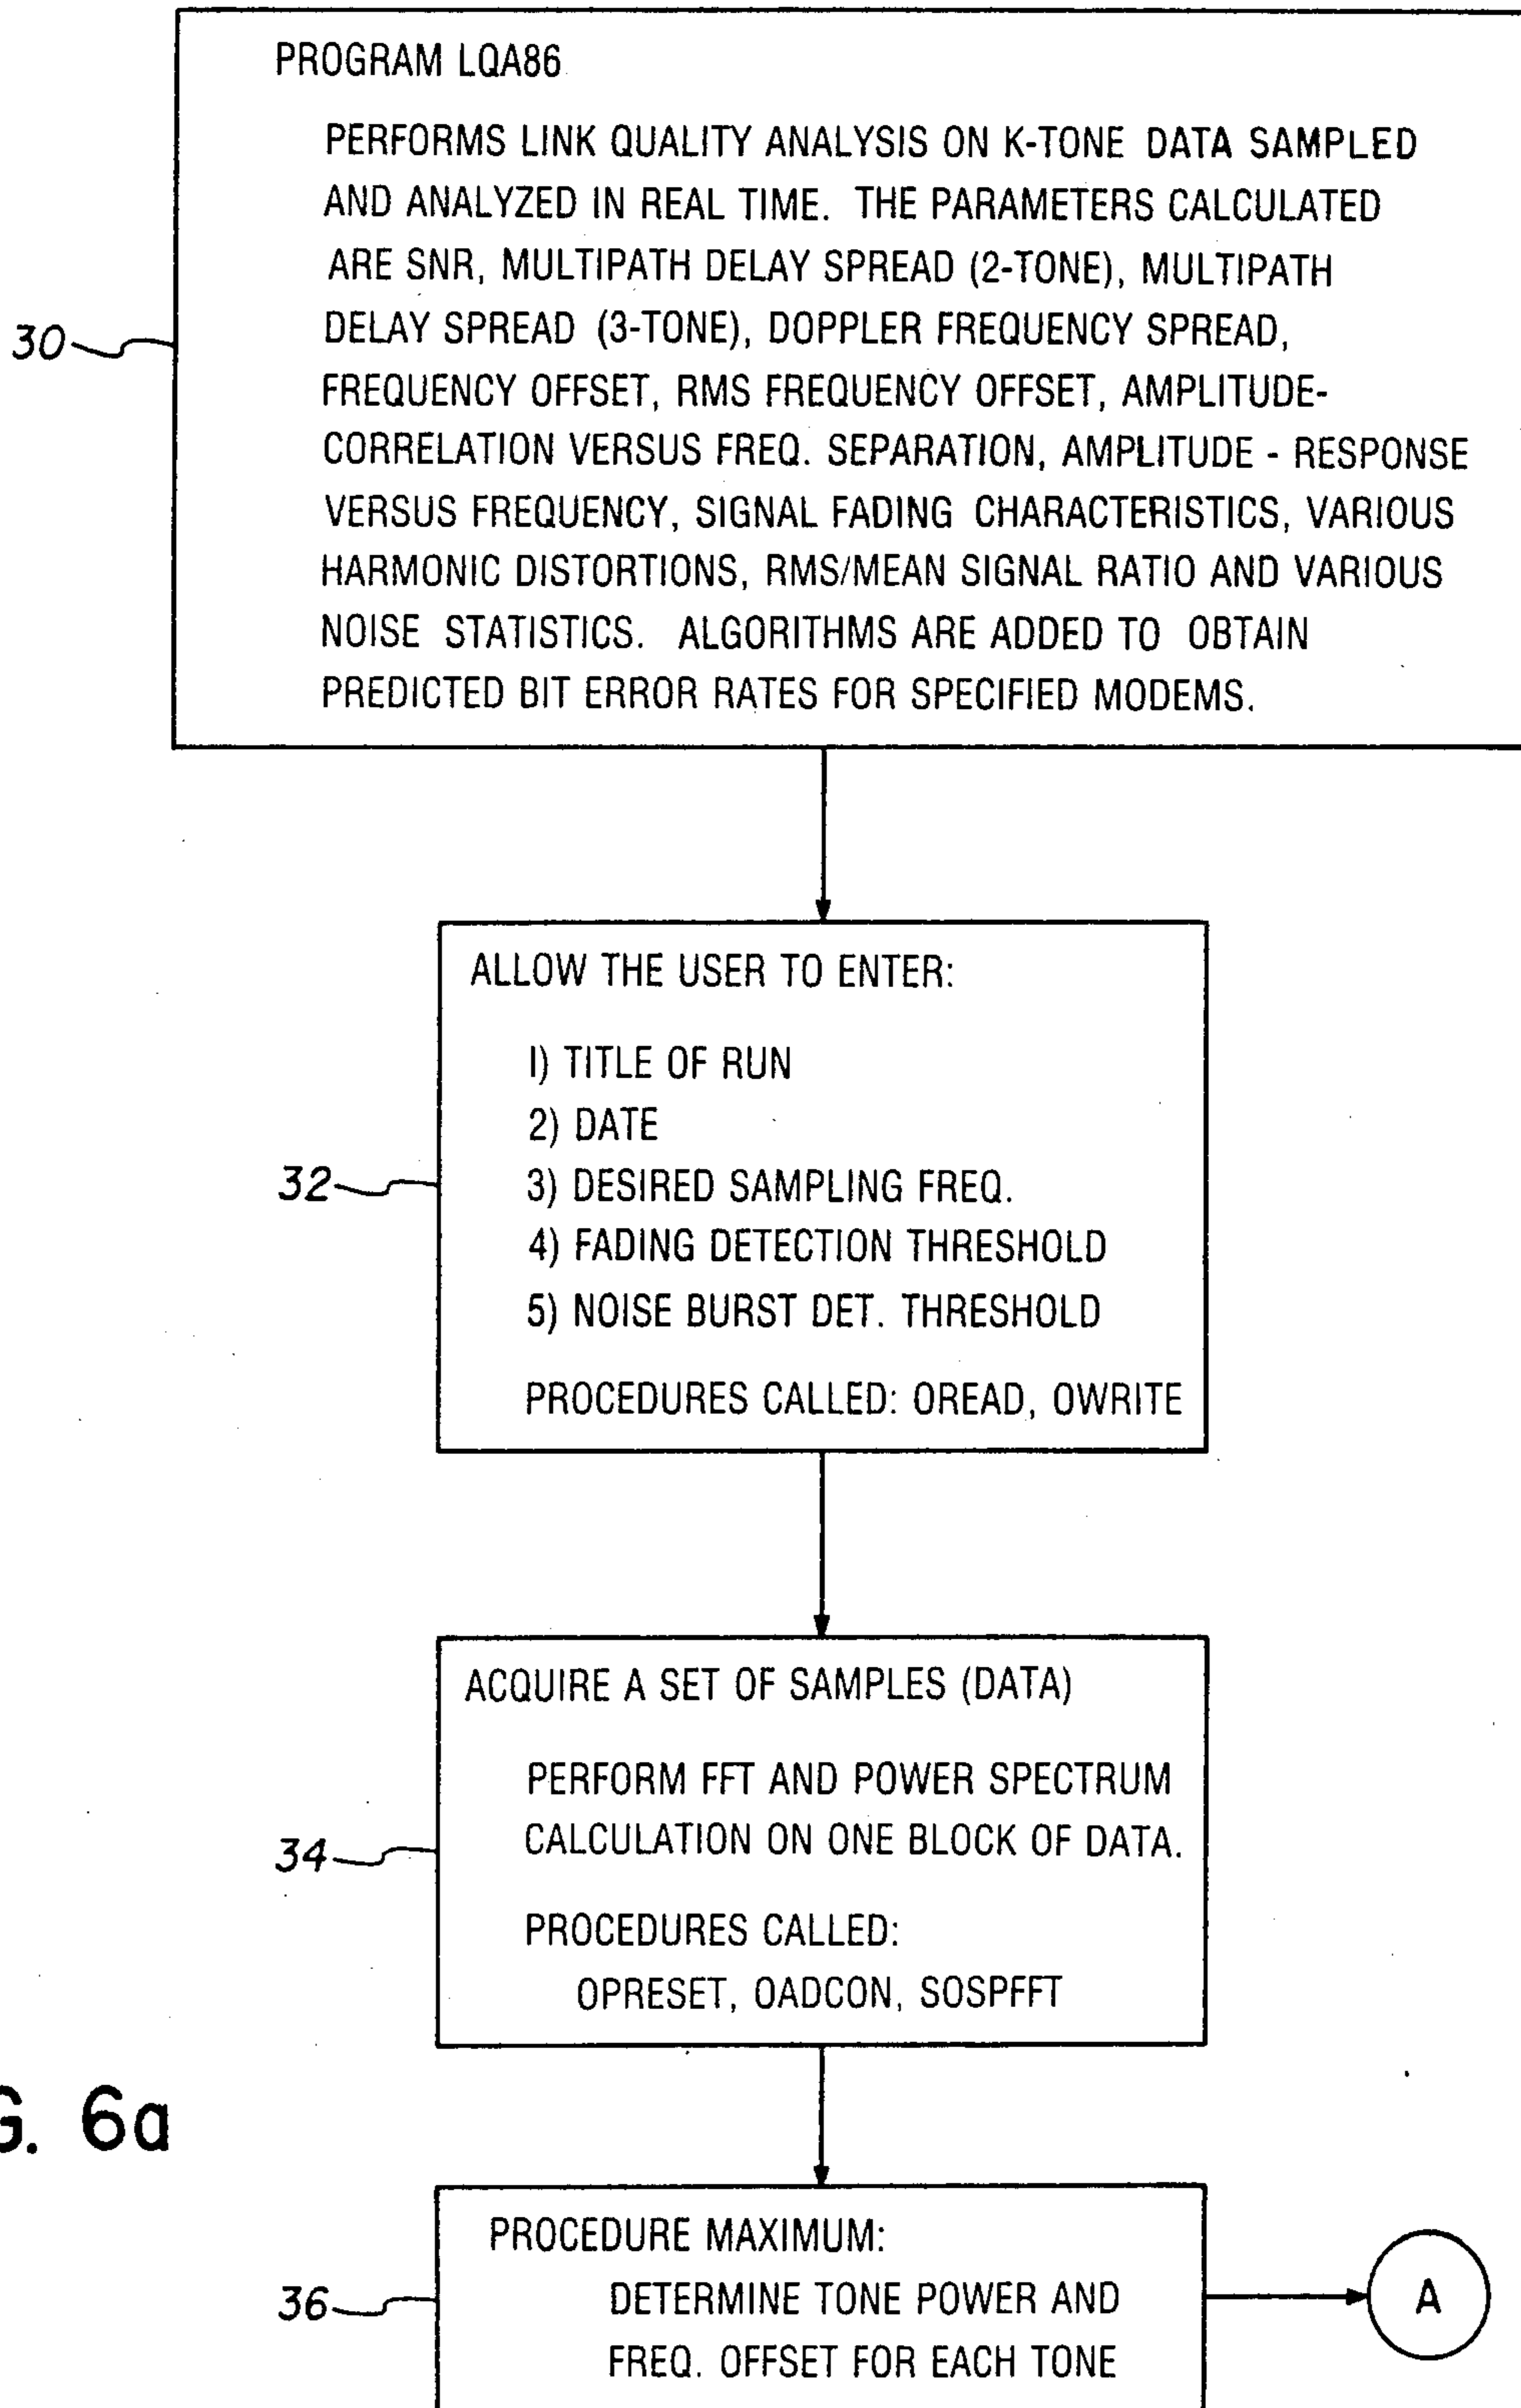 PROGRAM LQA86
PERFORMS LINK QUALITY ANALYSIS ON K-TONE DATA SAMPLED
AND ANALYZED IN REAL TIME. THE PARAMETERS CALCULATED
ARE SNR, MULTIPATH DELAY SPREAD (2-TONE), MULTIPATH
DELAY SPREAD (3-TONE), DOPPLER FREQUENCY SPREAD,
FREQUENCY OFFSET, RMS FREQUENCY OFFSET, AMPLITUDE-
CORRELATION VERSUS FREQ. SEPARATION, AMPLITUDE - RESPONSE
VERSUS FREQUENCY, SIGNAL FADING CHARACTERISTICS, VARIOUS
HARMONIC DISTORTIONS, RMS/MEAN SIGNAL RATIO AND VARIOUS
NOISE STATISTICS. ALGORITHMS ARE ADDED TO OBTAIN
PREDICTED BIT ERROR RATES FOR SPECIFIED MODEMS.
30
ALLOW THE USER TO ENTER:
1) TITLE OF RUN
2) DATE
3) DESIRED SAMPLING FREQ.
4) FADING DETECTION THRESHOLD
5) NOISE BURST DET. THRESHOLD
PROCEDURES CALLED: OREAD, OWRITE
32
ACQUIRE A SET OF SAMPLES (DATA)
PERFORM FFT AND POWER SPECTRUM
CALCULATION ON ONE BLOCK OF DATA.
PROCEDURES CALLED:
OPRESET, OADCON, SOSPFFT
34
G. 6a
PROCEDURE MAXIMUM:
DETERMINE TONE POWER AND
FREQ. OFFSET FOR EACH TONE
36
A